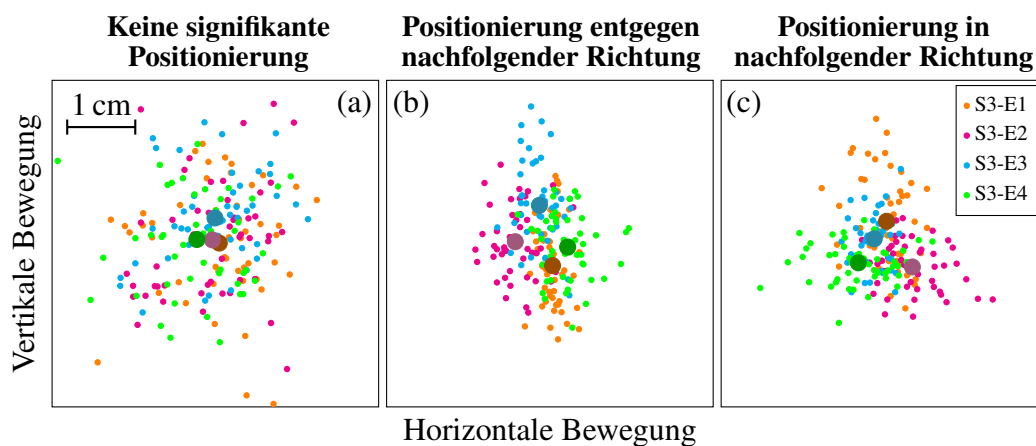 Keine signifikante
Positionierung
Positionierung entgegen
nachfolgender Richtung
Positionierung in
nachfolgender Richtung
(a)
(b)
(c)
1 cm
S3-E1
S3-E2
S3-E3
S3-E4
Vertikale Bewegung
Horizontale Bewegung